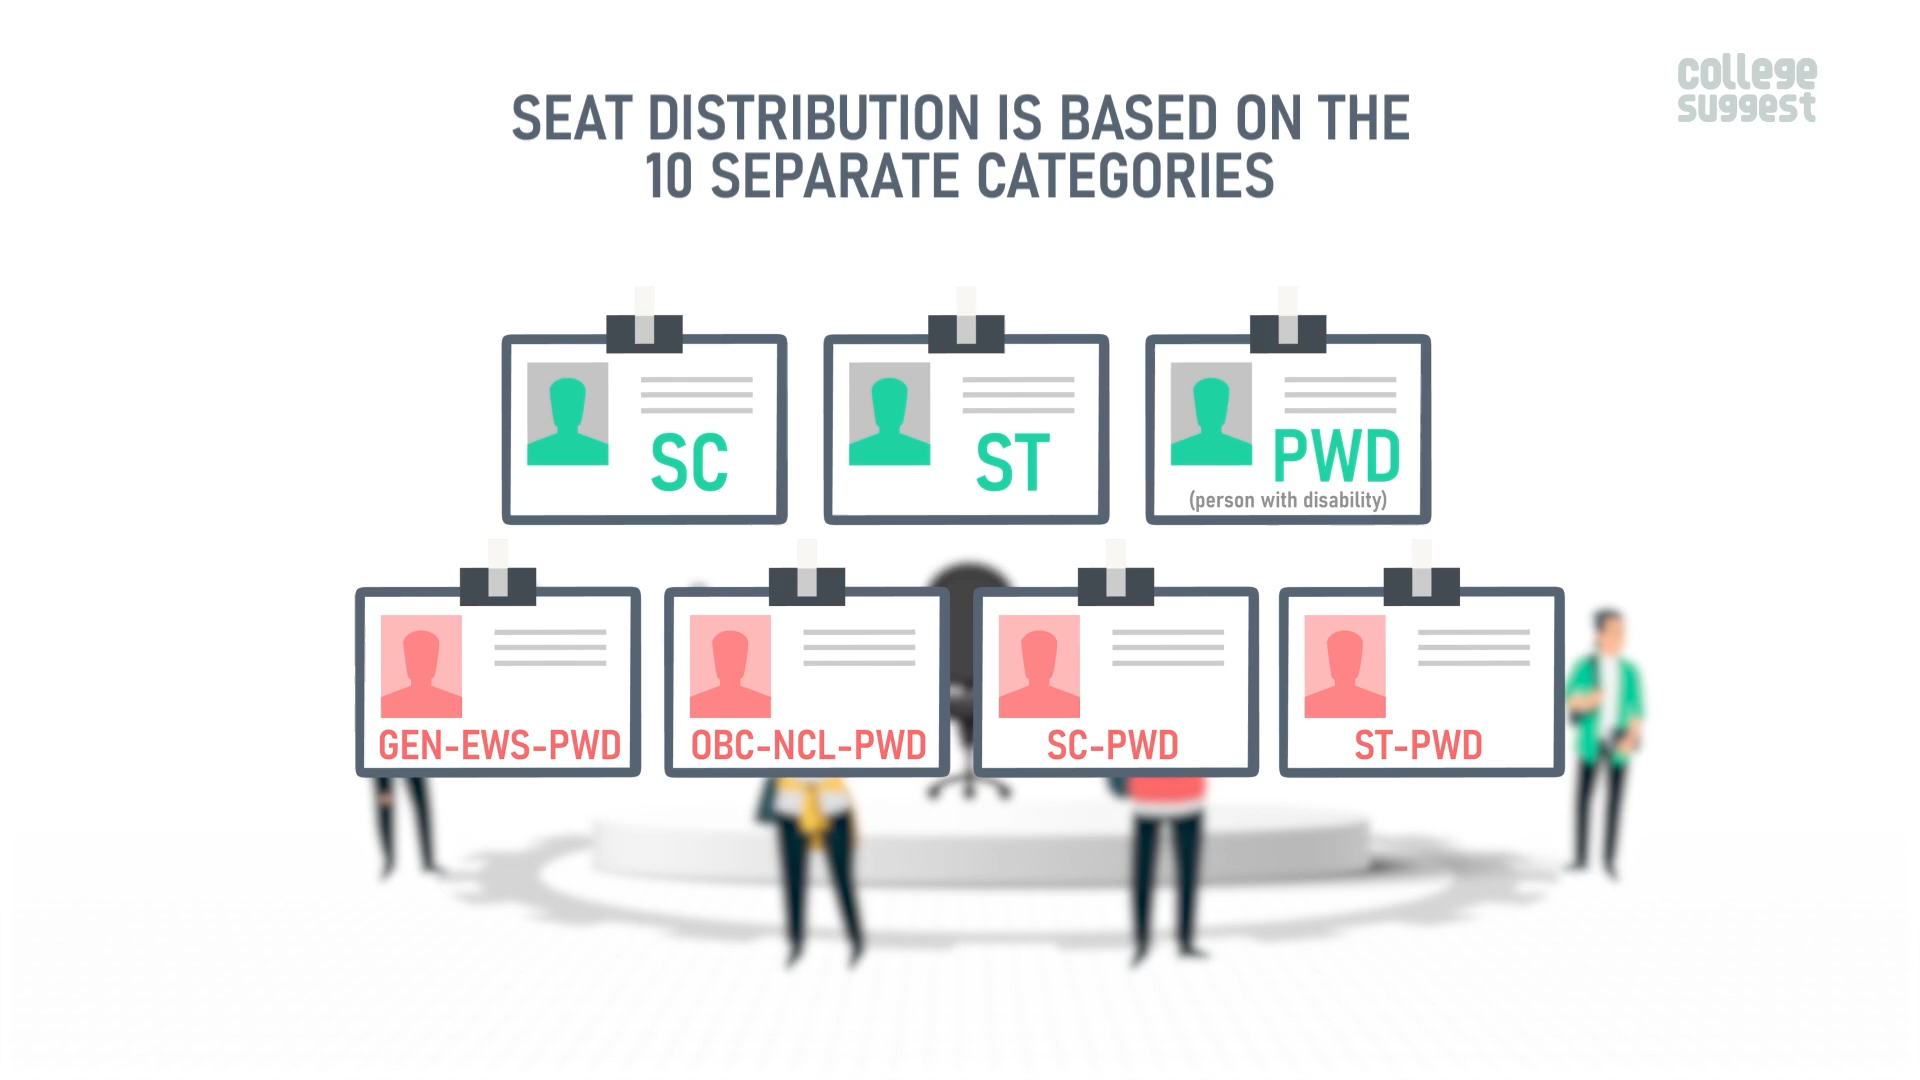 college
suggest
SEAT DISTRIBUTION IS BASED ON THE
10 SEPARATE CATEGORIES
SC
ST
PWD
(person with disability)
GEN-EWS-PWD
OBC-NCL-PWD
SC-PWD
ST-PWD